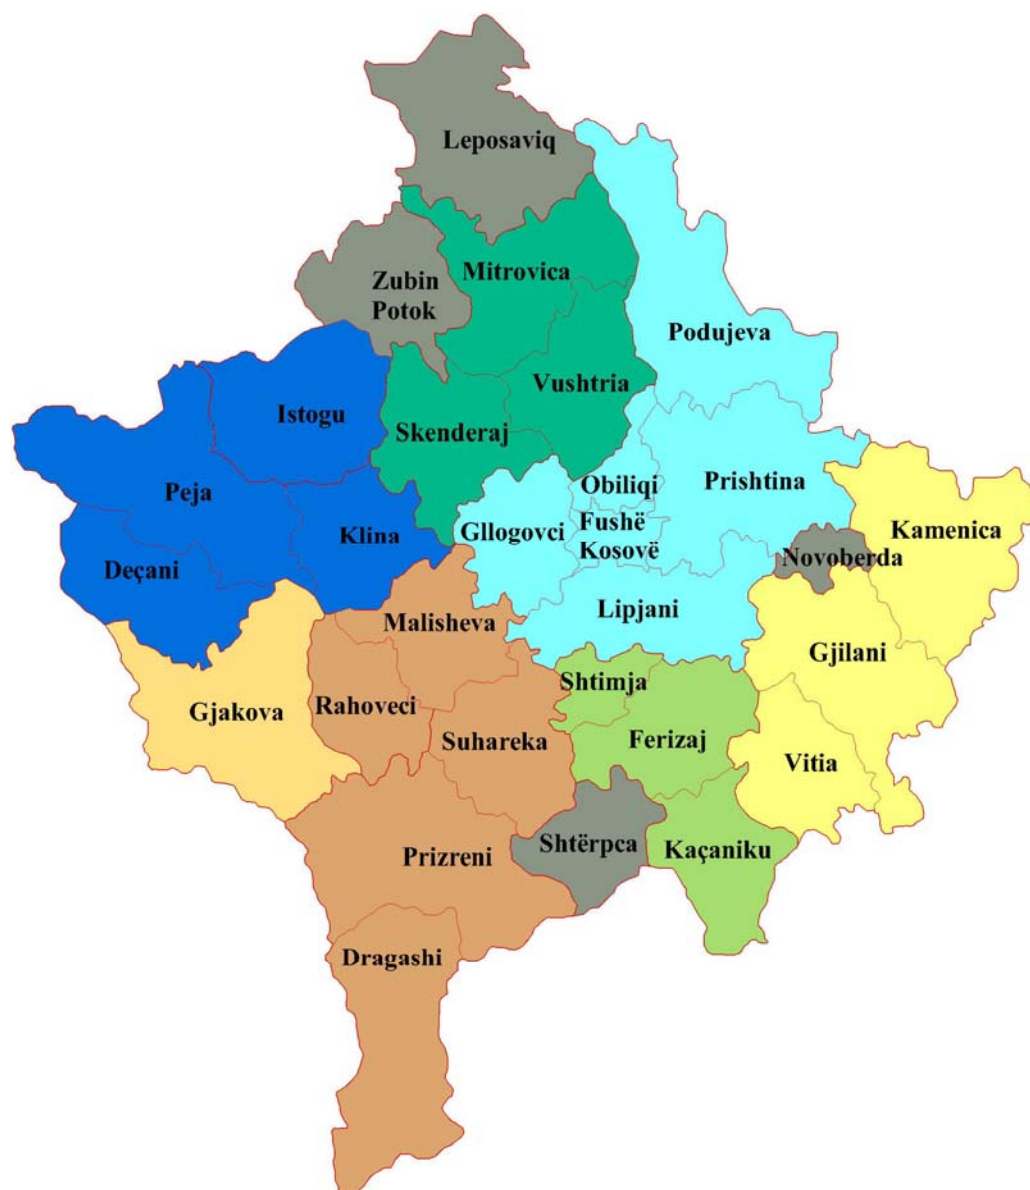 Leposaviq
Zubin
Potok
Mitrovica
Podujeva
Vushtria
Istogu
Skenderaj
Peja
Obiliqi
Prishtina
Klina
Gllogovci
Fushë
Kosovë
Kamenica
Deçani
Novoberda
Malisheva
Lipjani
Gjilani
Shtimja
Gjakova
Rahoveci
Suhareka
Ferizaj
Vitia
Prizreni
Shtërpca
Kaçaniku
Dragashi